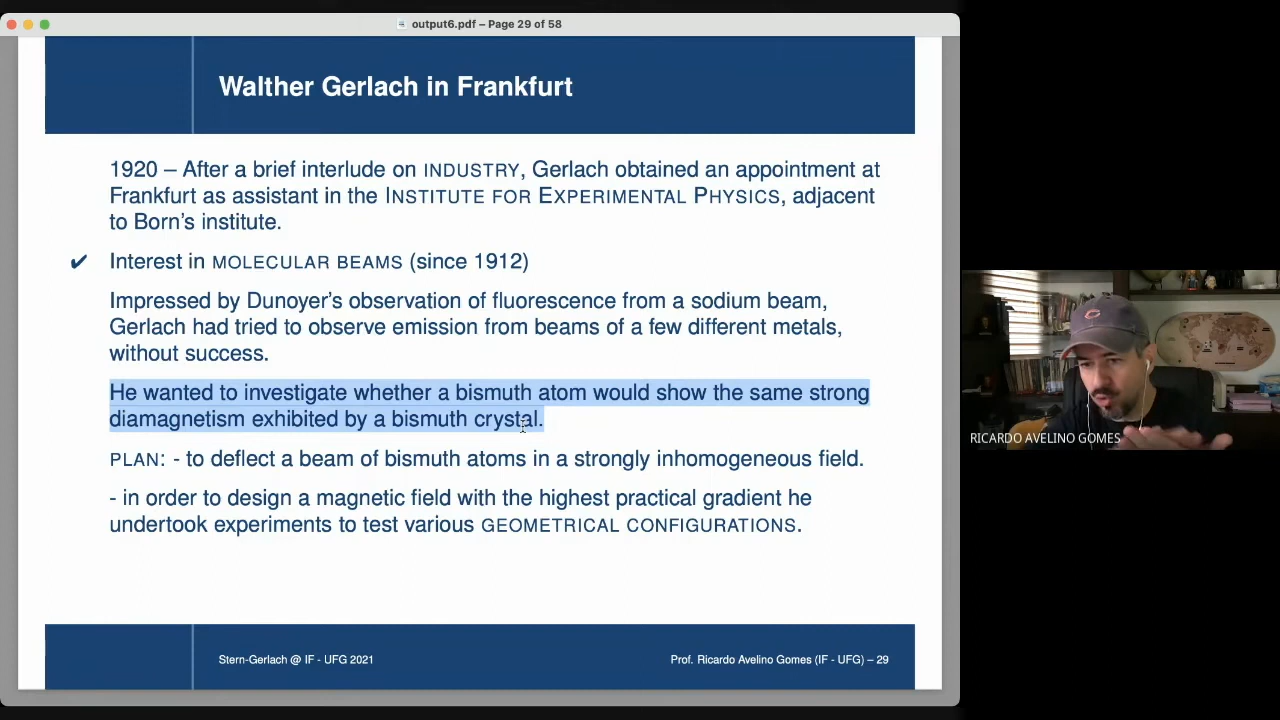 output6.pdf – Page 29 of 58
Walther Gerlach in Frankfurt
1920 – After a brief interlude on INDUSTRY, Gerlach obtained an appointment at
Frankfurt as assistant in the INSTITUTE FOR EXPERIMENTAL PHYSICS, adjacent
to Born's institute.
✔ Interest in MOLECULAR BEAMS (since 1912)
Impressed by Dunoyer's observation of fluorescence from a sodium beam,
Gerlach had tried to observe emission from beams of a few different metals,
without success.
He wanted to investigate whether a bismuth atom would show the same strong
diamagnetism exhibited by a bismuth crystal.
PLAN: - to deflect a beam of bismuth atoms in a strongly inhomogeneous field.
- in order to design a magnetic field with the highest practical gradient he
undertook experiments to test various GEOMETRICAL CONFIGURATIONS.
Stern-Gerlach @ IF - UFG 2021
Prof. Ricardo Avelino Gomes (IF - UFG) – 29
RICARDO AVELINO GOMES